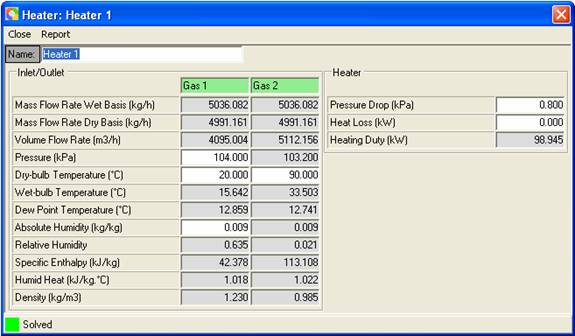 Heater: Heater 1
Close Report
Name: Heater 1
Inlet/Outlet
Gas 1 Gas 2
Mass Flow Rate Wet Basis (kg/h) 5036.082 5036.082
Mass Flow Rate Dry Basis (kg/h) 4991.161 4991.161
Volume Flow Rate (m3/h) 4095.004 5112.156
Pressure (kPa) 104.000 103.200
Dry-bulb Temperature (°C) 20.000 90.000
Wet-bulb Temperature (°C) 15.642 33.503
Dew Point Temperature (°C) 12.859 12.741
Absolute Humidity (kg/kg) 0.009 0.009
Relative Humidity 0.635 0.021
Specific Enthalpy (kJ/kg) 42.378 113.108
Humid Heat (kJ/kg.°C) 1.018 1.022
Density (kg/m3) 1.230 0.985
Heater
Pressure Drop (kPa) 0.800
Heat Loss (kW) 0.000
Heating Duty (kW) 98.945
Solved